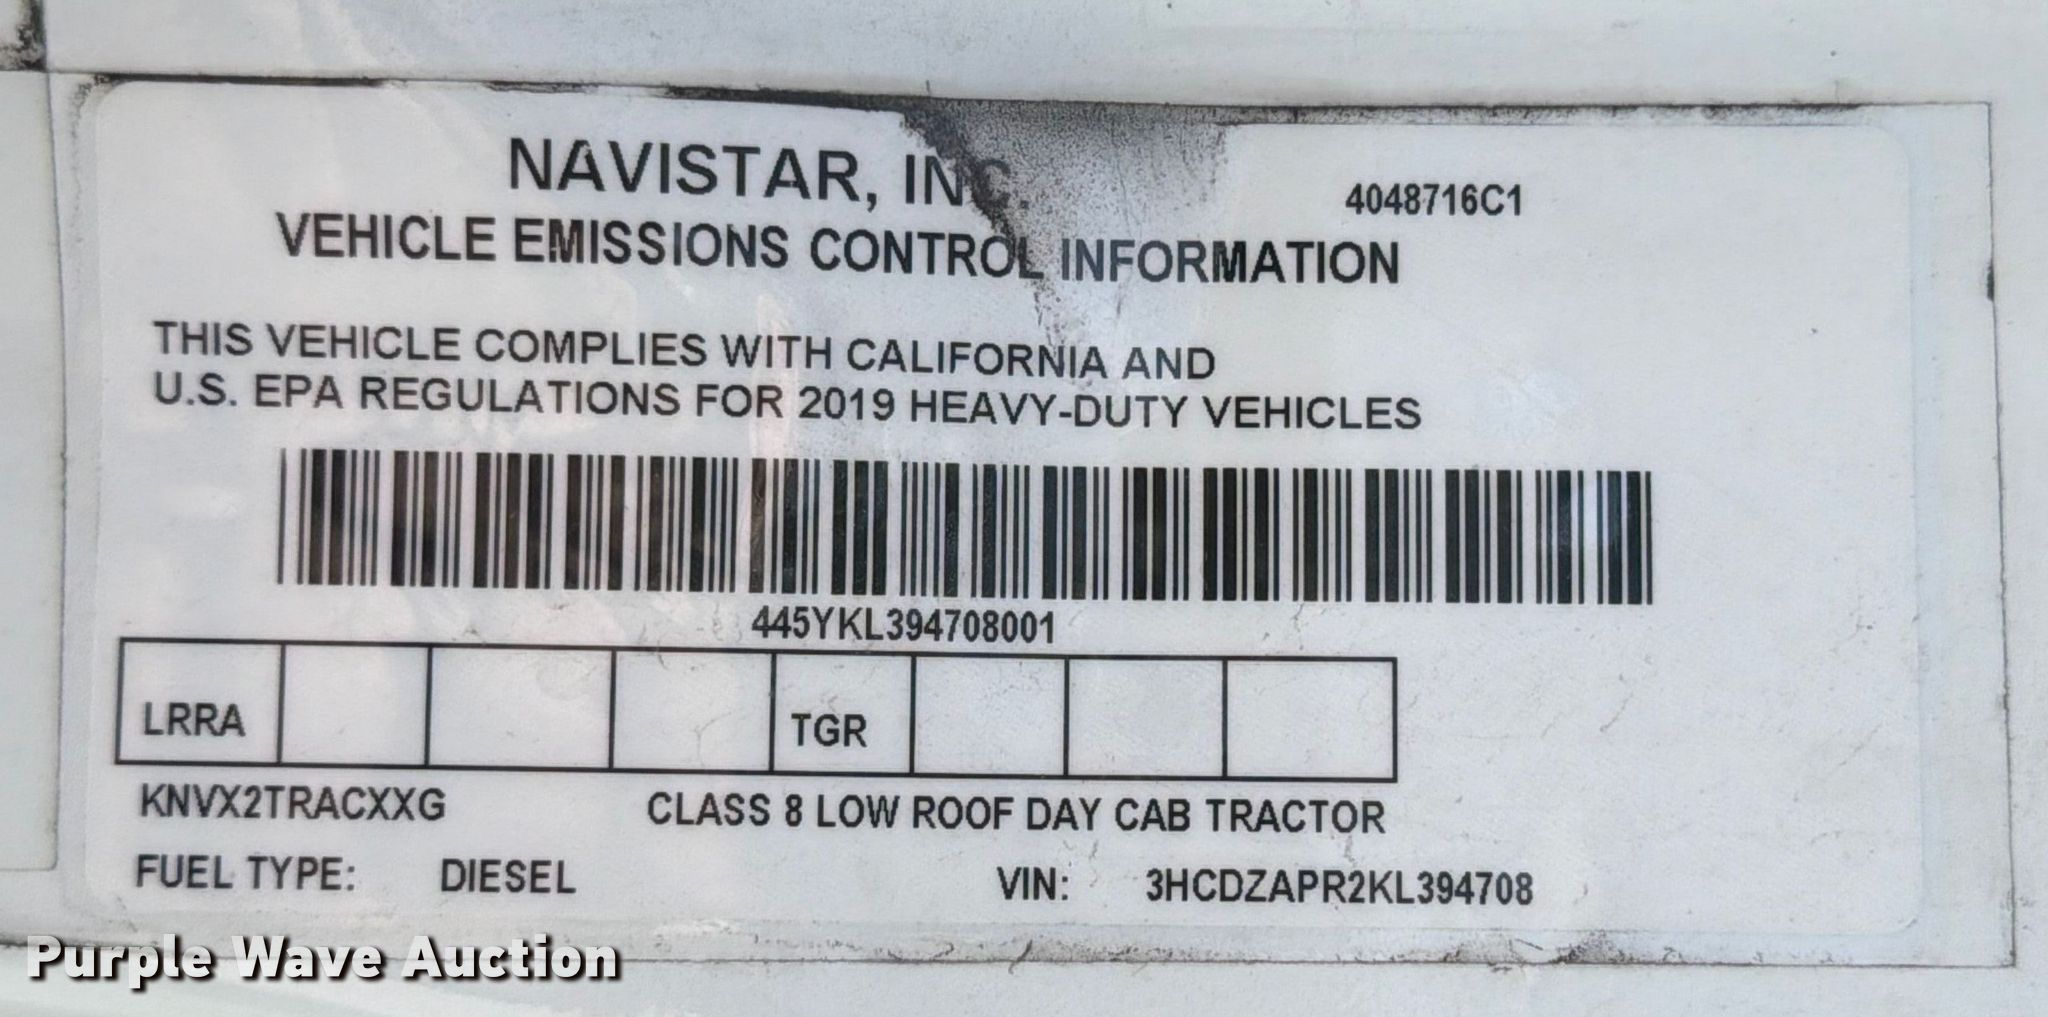 NAVISTAR, INC.
4048716C1
VEHICLE EMISSIONS CONTROL INFORMATION
THIS VEHICLE COMPLIES WITH CALIFORNIA AND
U.S. EPA REGULATIONS FOR 2019 HEAVY-DUTY VEHICLES
445YKL394708001
LRRA TGR
KNVX2TRACXXG CLASS 8 LOW ROOF DAY CAB TRACTOR
FUEL TYPE: DIESEL VIN: 3HCDZAPR2KL394708
Purple Wave Auction